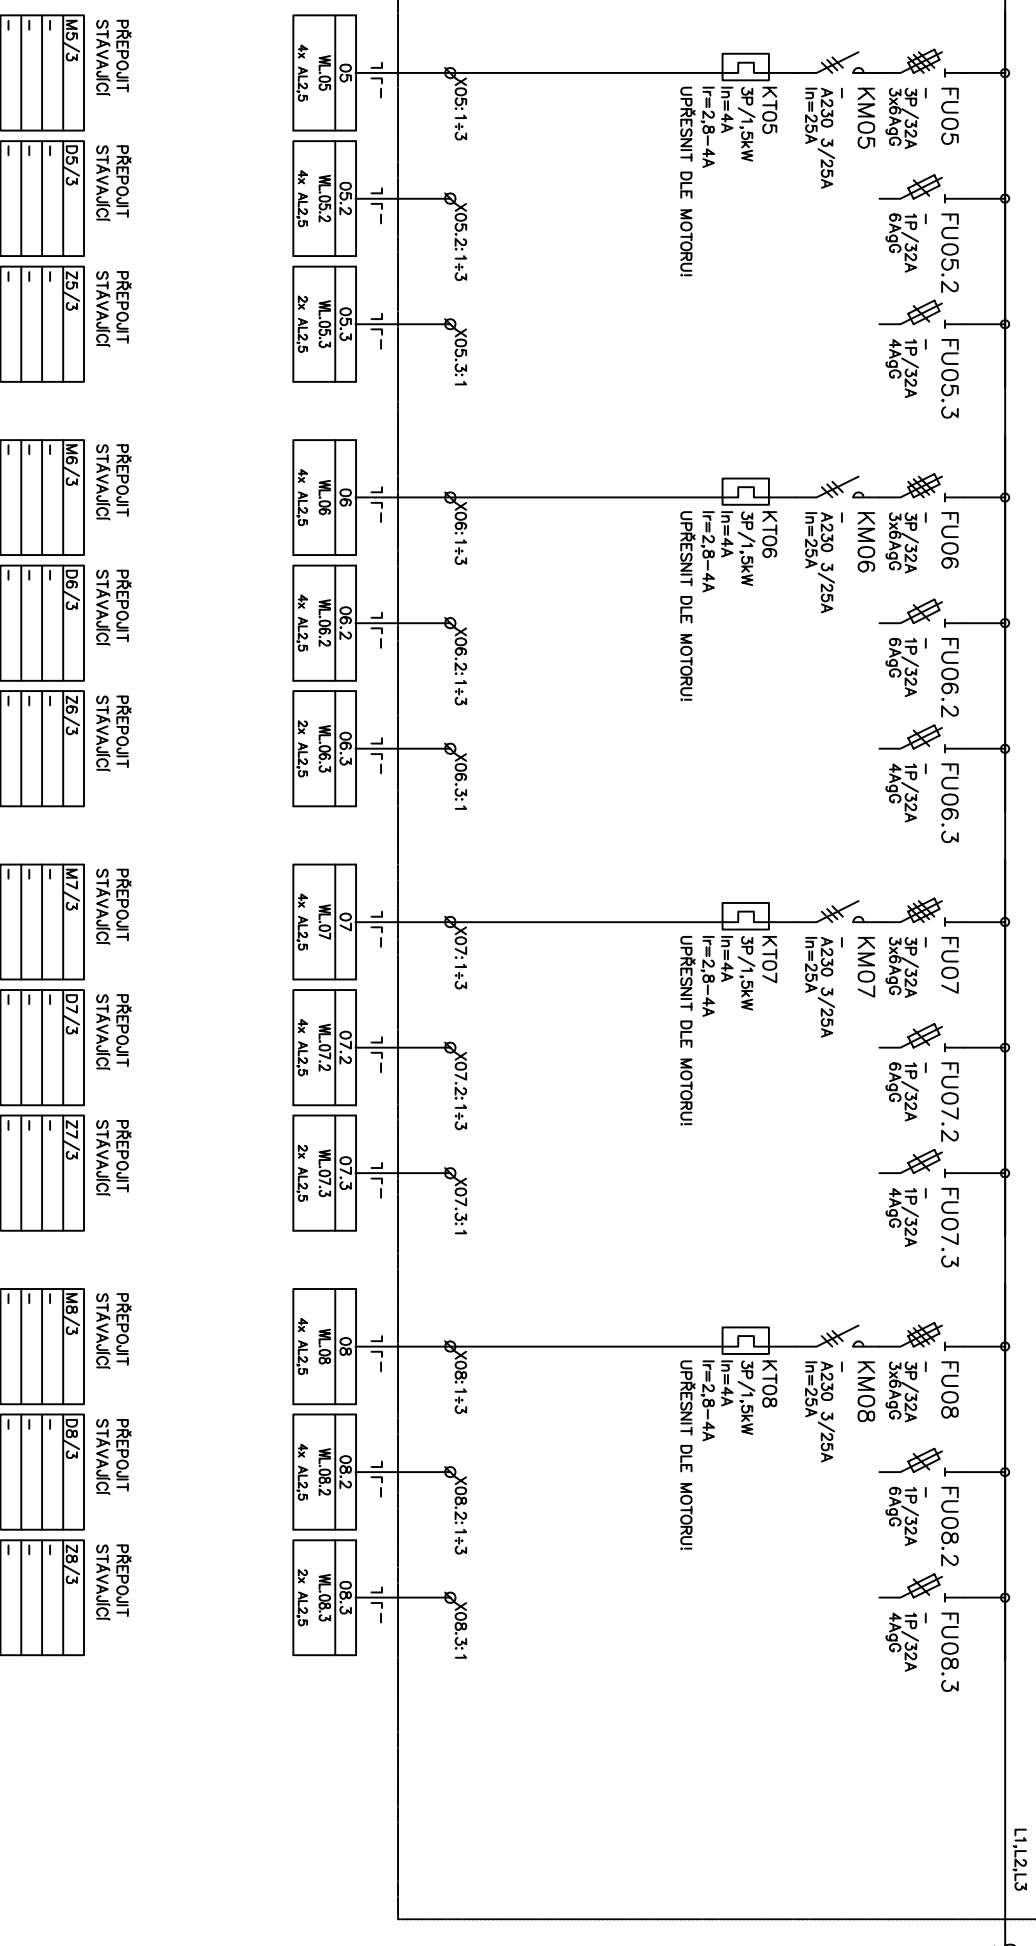 L1,L2,L3
FU05
–
3P/32A
3x6AgG
KM05
–
A230 3/25A
In=25A
KT05
3P/1,5kW
In=4A
Ir=2,8–4A
UPŘESNIT DLE MOTORU!
X05:1÷3
05
WL.05
4x AL2,5
PŘEPOJIT
STÁVAJÍCÍ
M5/3
–
–
–
FU05.2
–
1P/32A
6AgG
X05.2:1÷3
05.2
WL.05.2
4x AL2,5
PŘEPOJIT
STÁVAJÍCÍ
D5/3
–
–
–
FU05.3
–
1P/32A
4AgG
X05.3:1
05.3
WL.05.3
2x AL2,5
PŘEPOJIT
STÁVAJÍCÍ
Z5/3
–
–
–
FU06
–
3P/32A
3x6AgG
KM06
–
A230 3/25A
In=25A
KT06
3P/1,5kW
In=4A
Ir=2,8–4A
UPŘESNIT DLE MOTORU!
X06:1÷3
06
WL.06
4x AL2,5
PŘEPOJIT
STÁVAJÍCÍ
M6/3
–
–
–
FU06.2
–
1P/32A
6AgG
X06.2:1÷3
06.2
WL.06.2
4x AL2,5
PŘEPOJIT
STÁVAJÍCÍ
D6/3
–
–
–
FU06.3
–
1P/32A
4AgG
X06.3:1
06.3
WL.06.3
2x AL2,5
PŘEPOJIT
STÁVAJÍCÍ
Z6/3
–
–
–
FU07
–
3P/32A
3x6AgG
KM07
–
A230 3/25A
In=25A
KT07
3P/1,5kW
In=4A
Ir=2,8–4A
UPŘESNIT DLE MOTORU!
X07:1÷3
07
WL.07
4x AL2,5
PŘEPOJIT
STÁVAJÍCÍ
M7/3
–
–
–
FU07.2
–
1P/32A
6AgG
X07.2:1÷3
07.2
WL.07.2
4x AL2,5
PŘEPOJIT
STÁVAJÍCÍ
D7/3
–
–
–
FU07.3
–
1P/32A
4AgG
X07.3:1
07.3
WL.07.3
2x AL2,5
PŘEPOJIT
STÁVAJÍCÍ
Z7/3
–
–
–
FU08
–
3P/32A
3x6AgG
KM08
–
A230 3/25A
In=25A
KT08
3P/1,5kW
In=4A
Ir=2,8–4A
UPŘESNIT DLE MOTORU!
X08:1÷3
08
WL.08
4x AL2,5
PŘEPOJIT
STÁVAJÍCÍ
M8/3
–
–
–
FU08.2
–
1P/32A
6AgG
X08.2:1÷3
08.2
WL.08.2
4x AL2,5
PŘEPOJIT
STÁVAJÍCÍ
D8/3
–
–
–
FU08.3
–
1P/32A
4AgG
X08.3:1
08.3
WL.08.3
2x AL2,5
PŘEPOJIT
STÁVAJÍCÍ
Z8/3
–
–
–